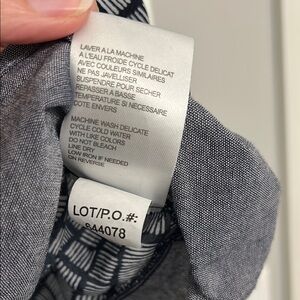 LAVER A LA MACHINE
A L'EAU FROIDE CYCLE DELICAT
AVEC COULEURS SIMILAIRES
NE PAS JAVELLISER
SUSPENDRE POUR SECHER
REPASSER A BASSE
TEMPERATURE SI NECESSAIRE
COTE ENVERS
MACHINE WASH DELICATE
CYCLE COLD WATER
WITH LIKE COLORS
DO NOT BLEACH
LINE DRY
LOW IRON IF NEEDED
ON REVERSE
LOT/P.O.#:
844078